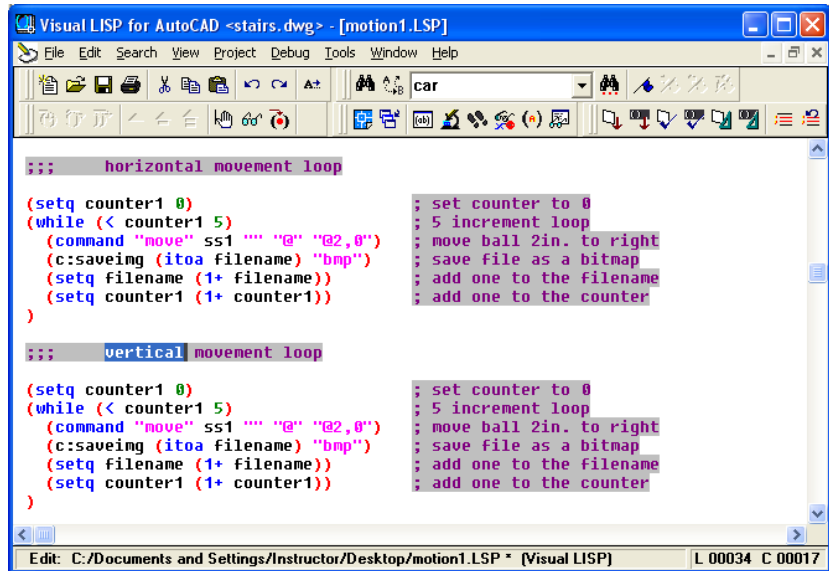 Visual LISP for AutoCAD <stairs.dwg> - [motion1.LSP]
File Edit Search View Project Debug Tools Window Help
car
;;; horizontal movement loop
(setq counter1 0) ; set counter to 0
(while (< counter1 5) ; 5 increment loop
(command "move" ss1 "" "@" "@2,0") ; move ball 2in. to right
(c:saveimg (itoa filename) "bmp") ; save file as a bitmap
(setq filename (1+ filename)) ; add one to the filename
(setq counter1 (1+ counter1)) ; add one to the counter
)
;;; vertical movement loop
(setq counter1 0) ; set counter to 0
(while (< counter1 5) ; 5 increment loop
(command "move" ss1 "" "@" "@2,0") ; move ball 2in. to right
(c:saveimg (itoa filename) "bmp") ; save file as a bitmap
(setq filename (1+ filename)) ; add one to the filename
(setq counter1 (1+ counter1)) ; add one to the counter
)
Edit: C:/Documents and Settings/Instructor/Desktop/motion1.LSP * (Visual LISP) L 00034 C 00017